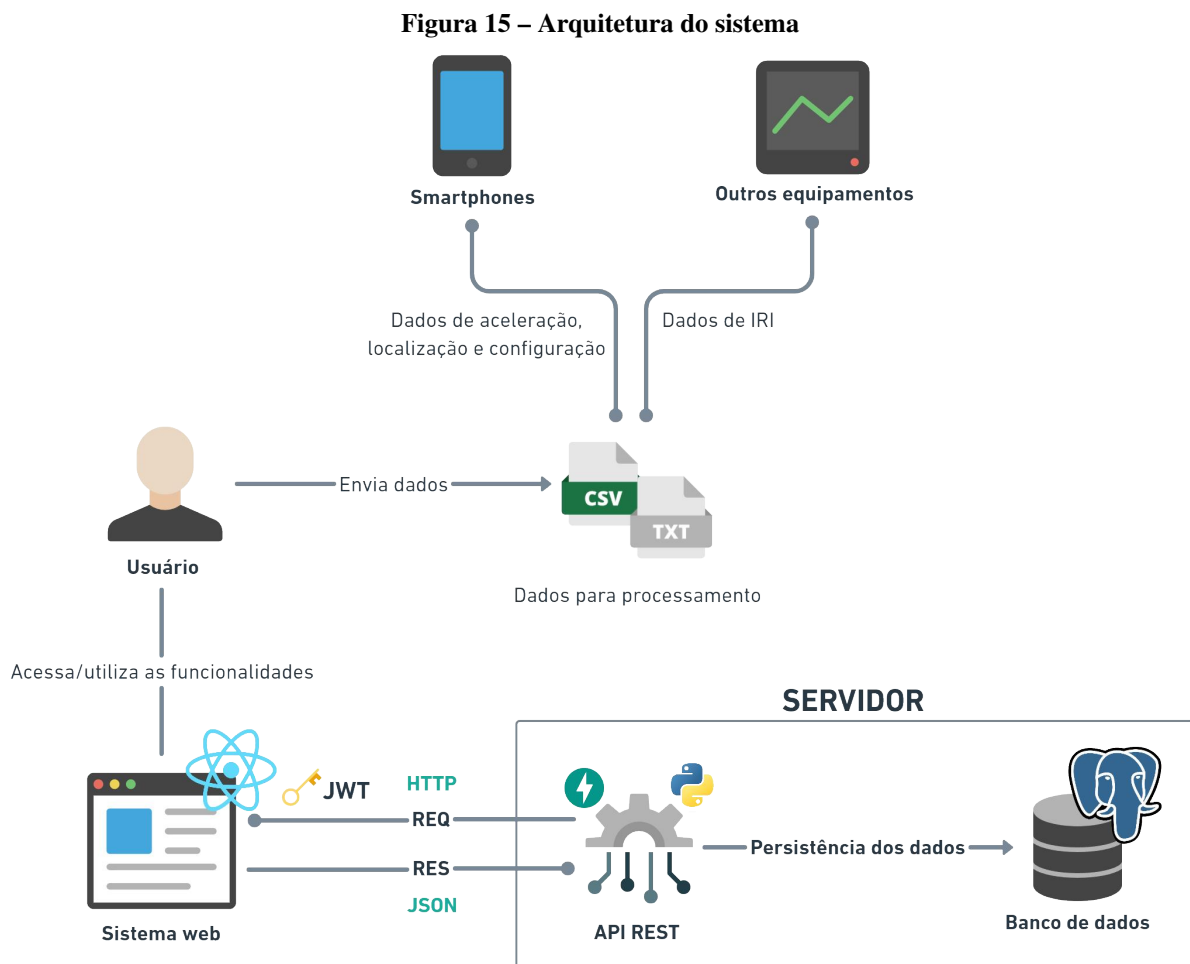 Figura 15 – Arquitetura do sistema
Smartphones
Outros equipamentos
Dados de aceleração,
localização e configuração
Dados de IRI
Envia dados
CSV
TXT
Usuário
Dados para processamento
Acessa/utiliza as funcionalidades
SERVIDOR
JWT
HTTP
REQ
RES
JSON
Persistência dos dados
Sistema web
API REST
Banco de dados